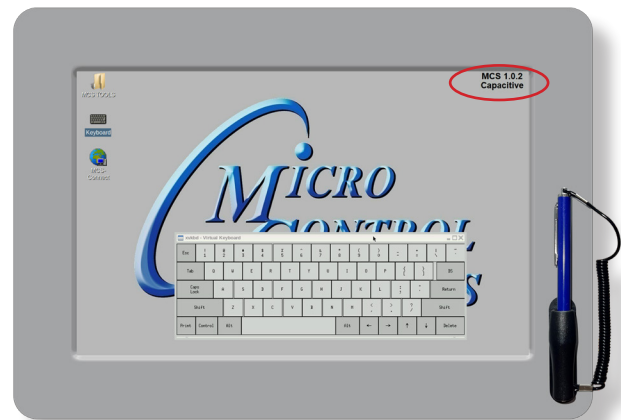 MCS 1.0.2
Capacitive
MCS TOOLS
Keyboard
MCS-
Connect
MICRO
CONTROL
S
xvkbd - Virtual Keyboard
Esc
Tab Q W E R T Y U I O P { } BS
Caps
Lock A S D F G H J K L Return
Shift Z X C V B N M < > ? Shift
Print Control Alt Alt ← → ↑ ↓ Delete